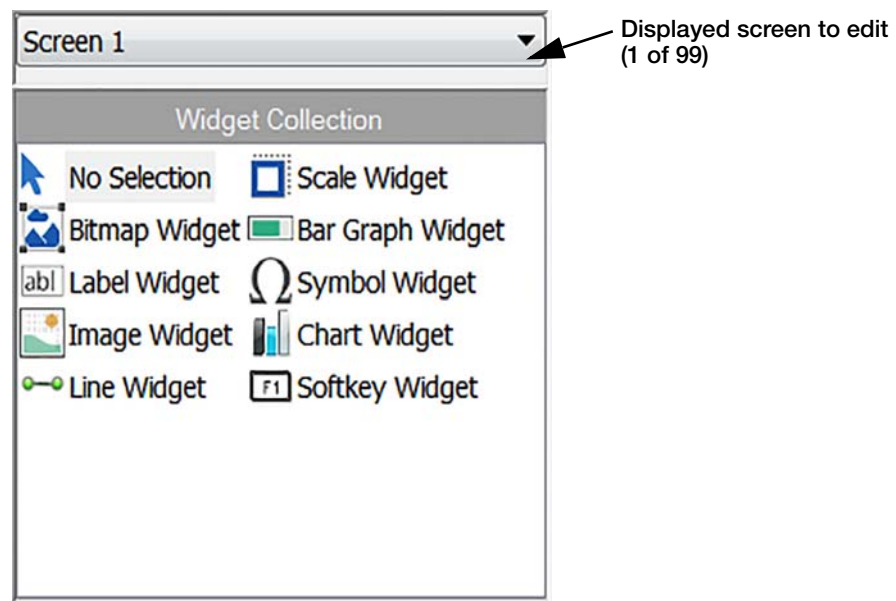 Screen 1
Displayed screen to edit
(1 of 99)
Widget Collection
No Selection
Scale Widget
Bitmap Widget
Bar Graph Widget
abl Label Widget
Symbol Widget
Image Widget
Chart Widget
Line Widget
F1 Softkey Widget